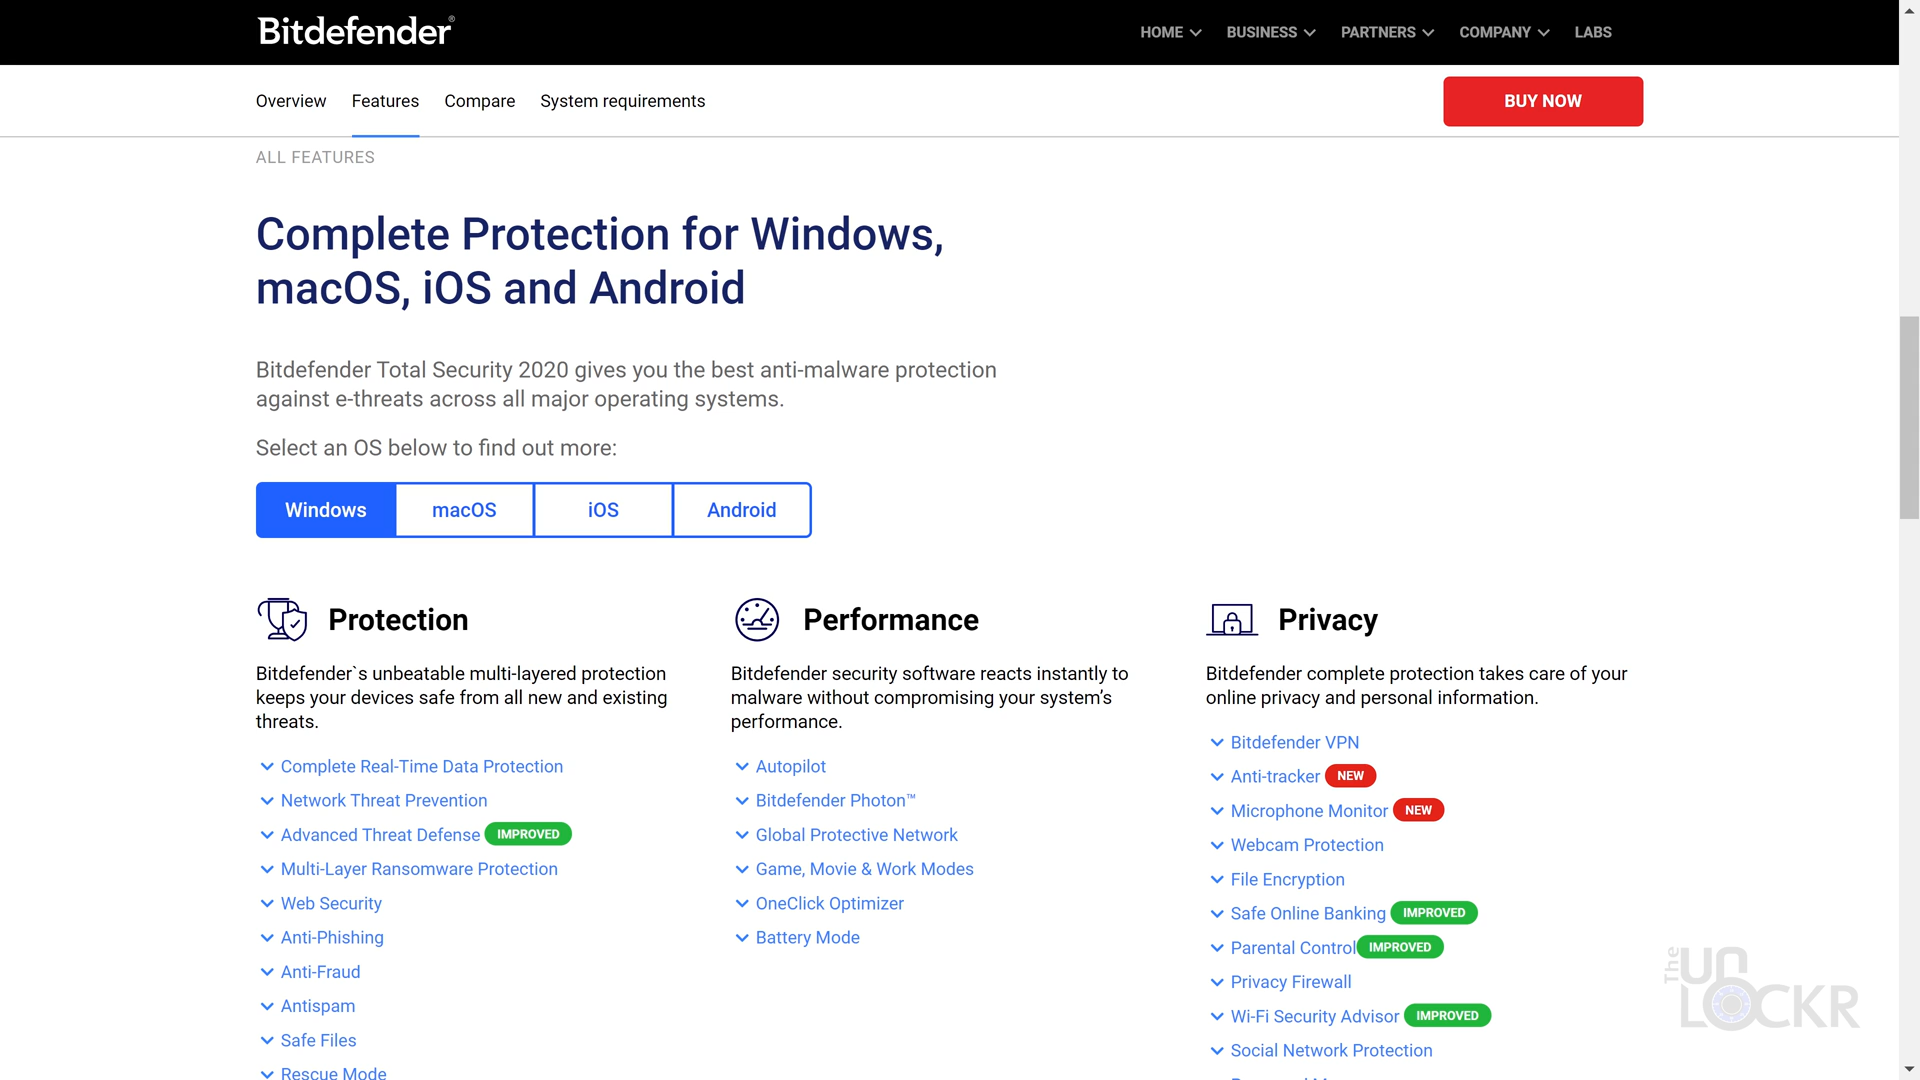 Bitdefender®
HOME BUSINESS PARTNERS COMPANY LABS
Overview Features Compare System requirements
BUY NOW
ALL FEATURES
Complete Protection for Windows,
macOS, iOS and Android
Bitdefender Total Security 2020 gives you the best anti-malware protection
against e-threats across all major operating systems.
Select an OS below to find out more:
Windows macOS iOS Android
Protection
Bitdefender`s unbeatable multi-layered protection
keeps your devices safe from all new and existing
threats.
Complete Real-Time Data Protection
Network Threat Prevention
Advanced Threat Defense IMPROVED
Multi-Layer Ransomware Protection
Web Security
Anti-Phishing
Anti-Fraud
Antispam
Safe Files
Rescue Mode
Performance
Bitdefender security software reacts instantly to
malware without compromising your system’s
performance.
Autopilot
Bitdefender Photon™
Global Protective Network
Game, Movie & Work Modes
OneClick Optimizer
Battery Mode
Privacy
Bitdefender complete protection takes care of your
online privacy and personal information.
Bitdefender VPN
Anti-tracker NEW
Microphone Monitor NEW
Webcam Protection
File Encryption
Safe Online Banking IMPROVED
Parental Control IMPROVED
Privacy Firewall
Wi-Fi Security Advisor IMPROVED
Social Network Protection
The UNLOCKR